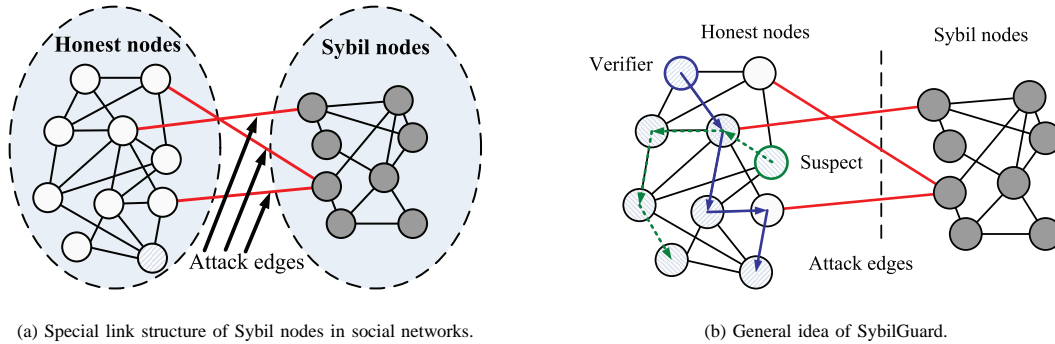 Honest nodes
Sybil nodes
Attack edges
(a) Special link structure of Sybil nodes in social networks.
Honest nodes
Sybil nodes
Verifier
Suspect
Attack edges
(b) General idea of SybilGuard.